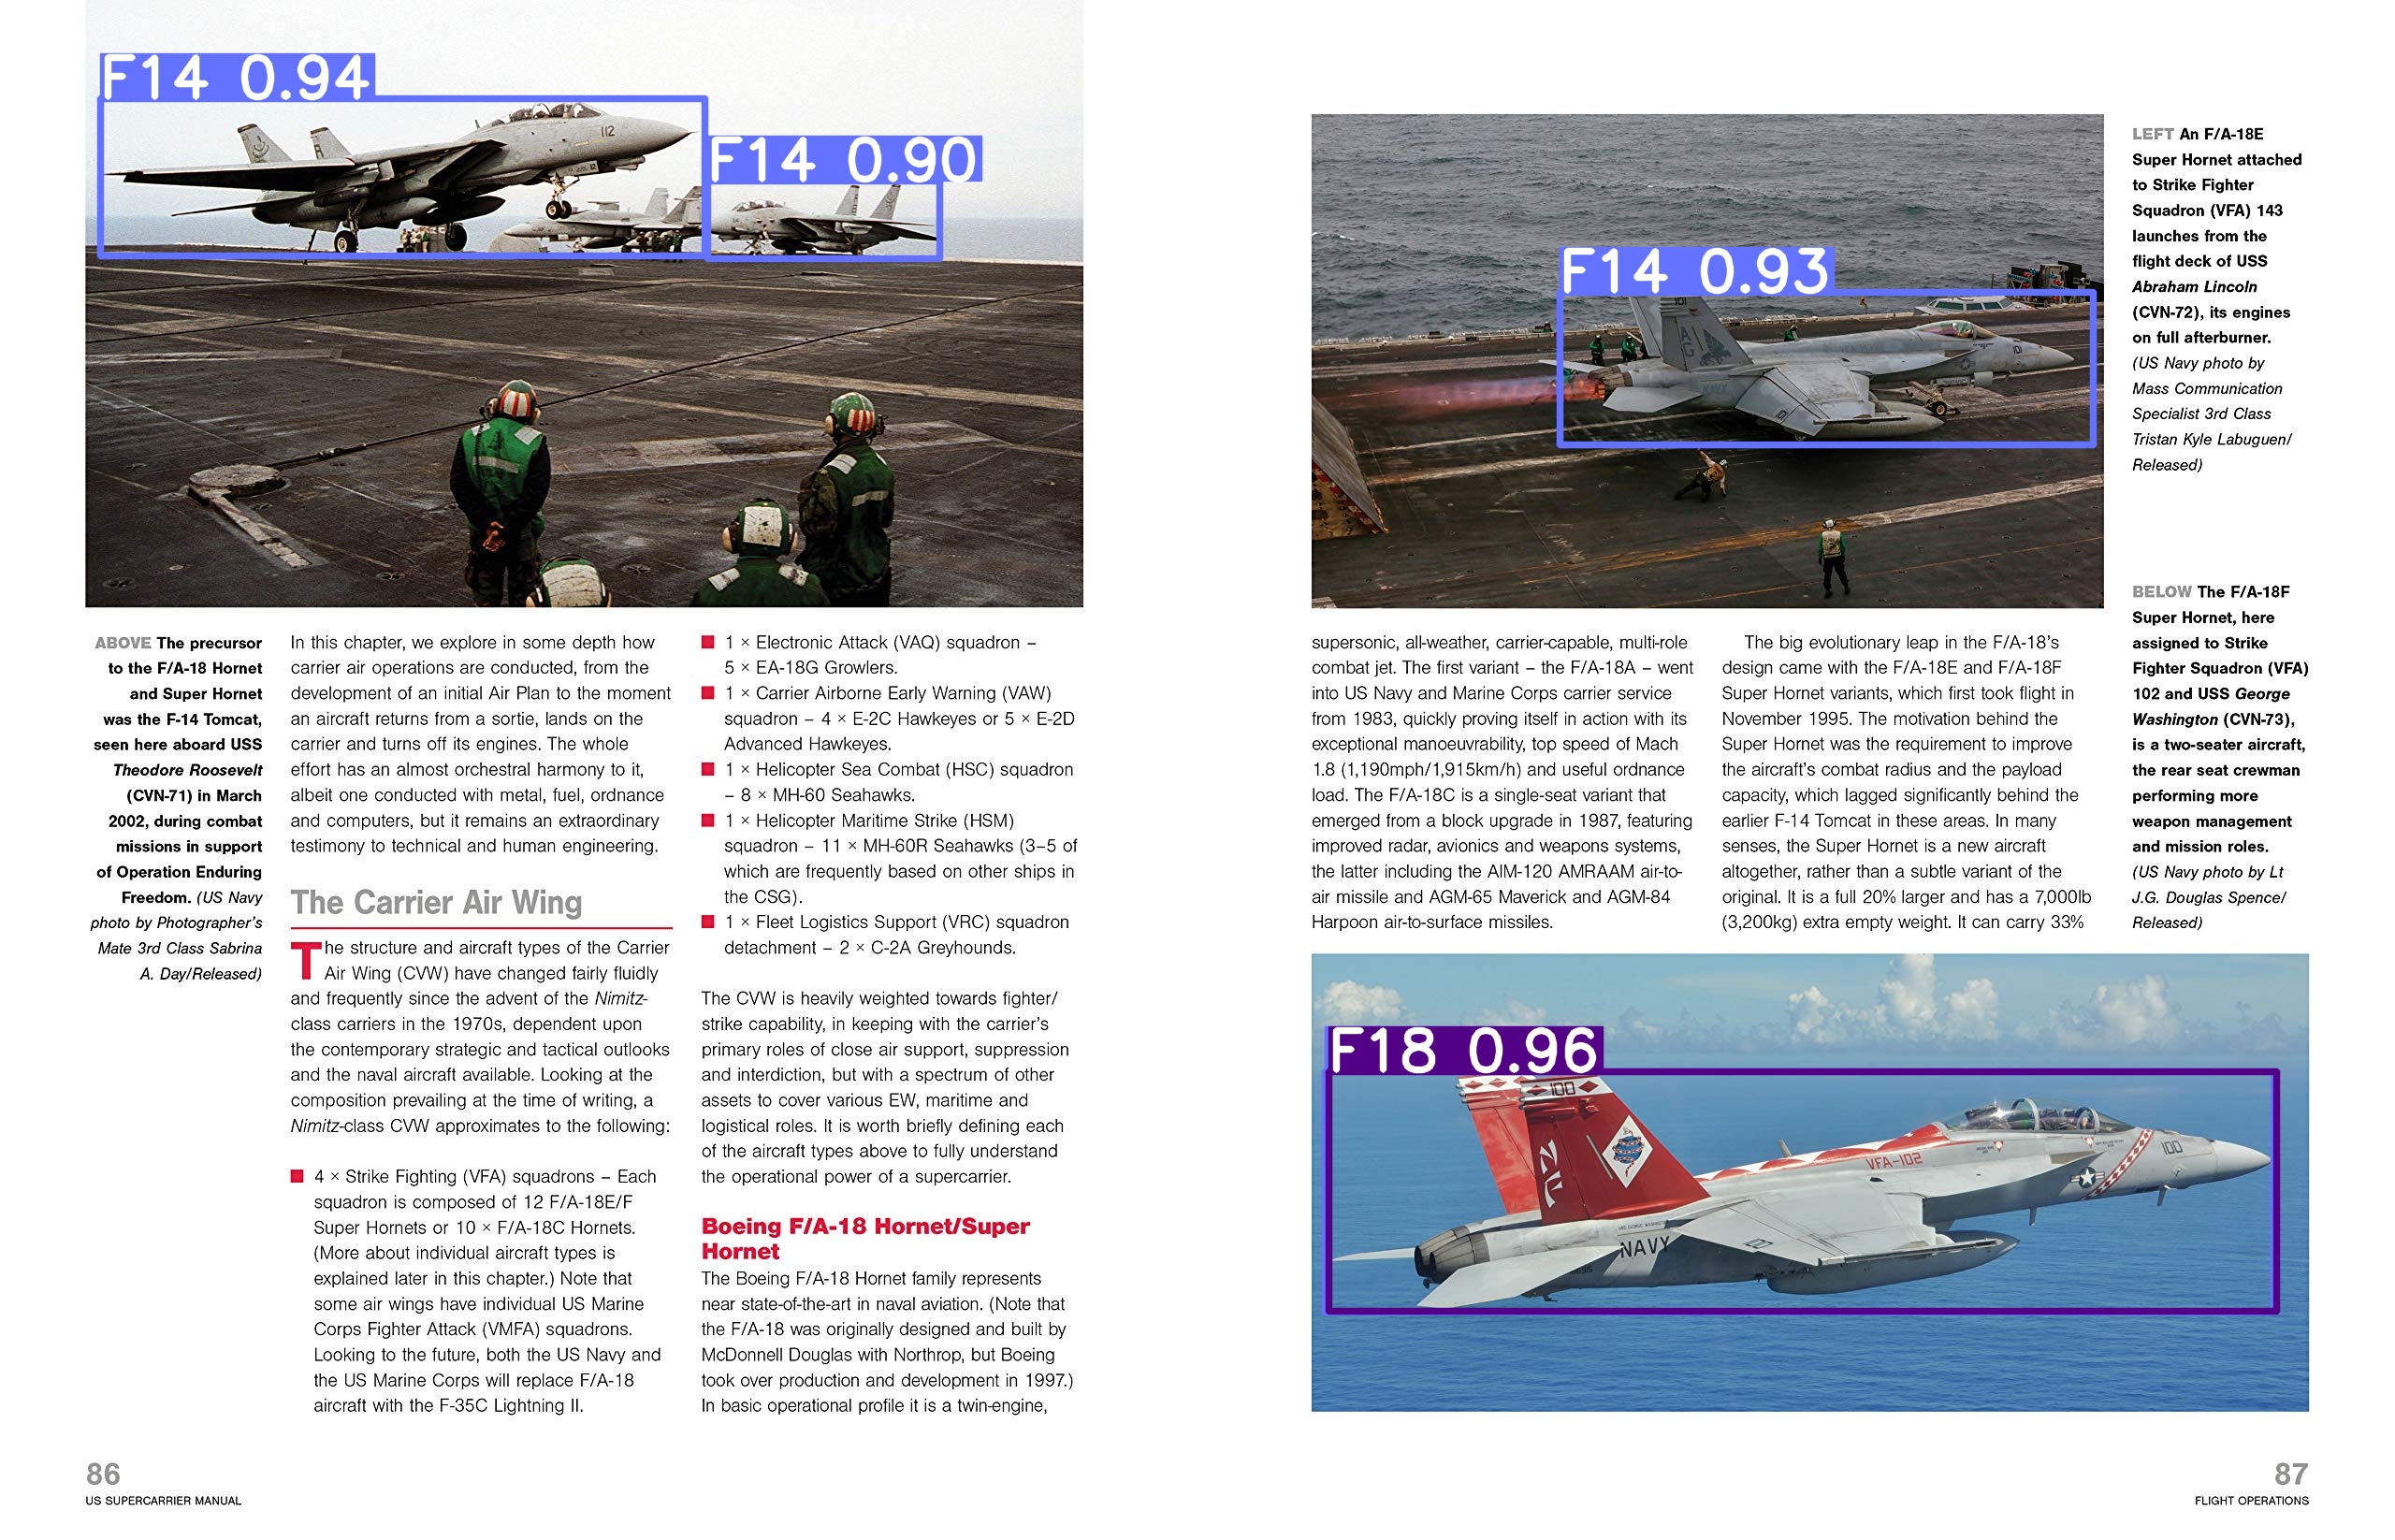 F14 0.94
112
F14 0.90
ABOVE The precursor
to the F/A-18 Hornet
and Super Hornet
was the F-14 Tomcat,
seen here aboard USS
Theodore Roosevelt
(CVN-71) in March
2002, during combat
missions in support
of Operation Enduring
Freedom. (US Navy
photo by Photographer's
Mate 3rd Class Sabrina
A. Day/Released)
In this chapter, we explore in some depth how
carrier air operations are conducted, from the
development of an initial Air Plan to the moment
an aircraft returns from a sortie, lands on the
carrier and turns off its engines. The whole
effort has an almost orchestral harmony to it,
albeit one conducted with metal, fuel, ordnance
and computers, but it remains an extraordinary
testimony to technical and human engineering.
The Carrier Air Wing
The structure and aircraft types of the Carrier
Air Wing (CVW) have changed fairly fluidly
and frequently since the advent of the Nimitz-
class carriers in the 1970s, dependent upon
the contemporary strategic and tactical outlooks
and the naval aircraft available. Looking at the
composition prevailing at the time of writing, a
Nimitz-class CVW approximates to the following:
■ 4 × Strike Fighting (VFA) squadrons – Each
squadron is composed of 12 F/A-18E/F
Super Hornets or 10 × F/A-18C Hornets.
(More about individual aircraft types is
explained later in this chapter.) Note that
some air wings have individual US Marine
Corps Fighter Attack (VMFA) squadrons.
Looking to the future, both the US Navy and
the US Marine Corps will replace F/A-18
aircraft with the F-35C Lightning II.
■ 1 × Electronic Attack (VAQ) squadron –
5 × EA-18G Growlers.
■ 1 × Carrier Airborne Early Warning (VAW)
squadron – 4 × E-2C Hawkeyes or 5 × E-2D
Advanced Hawkeyes.
■ 1 × Helicopter Sea Combat (HSC) squadron
– 8 × MH-60 Seahawks.
■ 1 × Helicopter Maritime Strike (HSM)
squadron – 11 × MH-60R Seahawks (3–5 of
which are frequently based on other ships in
the CSG).
■ 1 × Fleet Logistics Support (VRC) squadron
detachment – 2 × C-2A Greyhounds.
The CVW is heavily weighted towards fighter/
strike capability, in keeping with the carrier's
primary roles of close air support, suppression
and interdiction, but with a spectrum of other
assets to cover various EW, maritime and
logistical roles. It is worth briefly defining each
of the aircraft types above to fully understand
the operational power of a supercarrier.
Boeing F/A-18 Hornet/Super
Hornet
The Boeing F/A-18 Hornet family represents
near state-of-the-art in naval aviation. (Note that
the F/A-18 was originally designed and built by
McDonnell Douglas with Northrop, but Boeing
took over production and development in 1997.)
In basic operational profile it is a twin-engine,
86
US SUPERCARRIER MANUAL
F14 0.93
101
AG
NAVY
101
101
LEFT An F/A-18E
Super Hornet attached
to Strike Fighter
Squadron (VFA) 143
launches from the
flight deck of USS
Abraham Lincoln
(CVN-72), its engines
on full afterburner.
(US Navy photo by
Mass Communication
Specialist 3rd Class
Tristan Kyle Labuguen/
Released)
BELOW The F/A-18F
Super Hornet, here
assigned to Strike
Fighter Squadron (VFA)
102 and USS George
Washington (CVN-73),
is a two-seater aircraft,
the rear seat crewman
performing more
weapon management
and mission roles.
(US Navy photo by Lt
J.G. Douglas Spence/
Released)
supersonic, all-weather, carrier-capable, multi-role
combat jet. The first variant – the F/A-18A – went
into US Navy and Marine Corps carrier service
from 1983, quickly proving itself in action with its
exceptional manoeuvrability, top speed of Mach
1.8 (1,190mph/1,915km/h) and useful ordnance
load. The F/A-18C is a single-seat variant that
emerged from a block upgrade in 1987, featuring
improved radar, avionics and weapons systems,
the latter including the AIM-120 AMRAAM air-to-
air missile and AGM-65 Maverick and AGM-84
Harpoon air-to-surface missiles.
The big evolutionary leap in the F/A-18's
design came with the F/A-18E and F/A-18F
Super Hornet variants, which first took flight in
November 1995. The motivation behind the
Super Hornet was the requirement to improve
the aircraft's combat radius and the payload
capacity, which lagged significantly behind the
earlier F-14 Tomcat in these areas. In many
senses, the Super Hornet is a new aircraft
altogether, rather than a subtle variant of the
original. It is a full 20% larger and has a 7,000lb
(3,200kg) extra empty weight. It can carry 33%
F18 0.96
100
VFA-102
100
NAVY
87
FLIGHT OPERATIONS